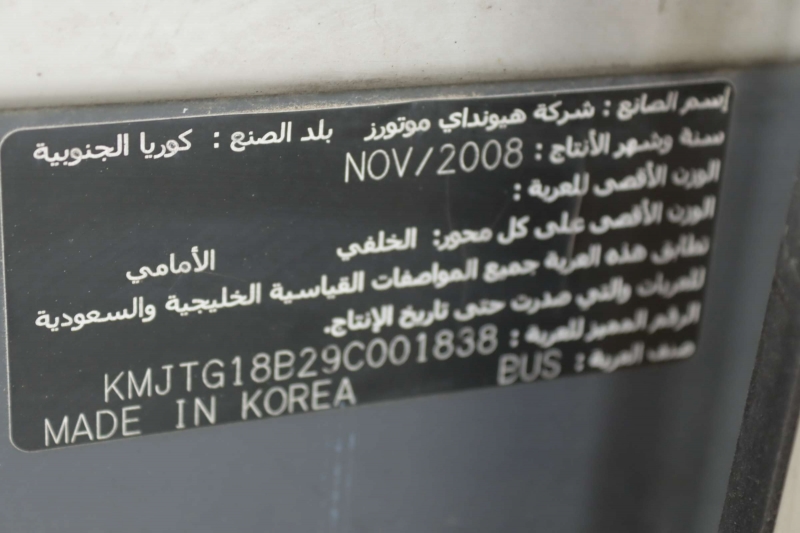 إسم الصانع : شركة هيونداي موتورز بلد الصنع : كوريا الجنوبية
سنة وشهر الأنتاج : NOV/2008
الوزن الأقصى للعربة :
الوزن الأقصى على كل محور: الخلفي الأمامي
تطابق هذه العربة جميع المواصفات القياسية الخليجية والسعودية
للعربات والتي صدرت حتى تاريخ الإنتاج.
الرقم المميز للعربة : KMJTG18B29C001838
صنف العربة : BUS
MADE IN KOREA